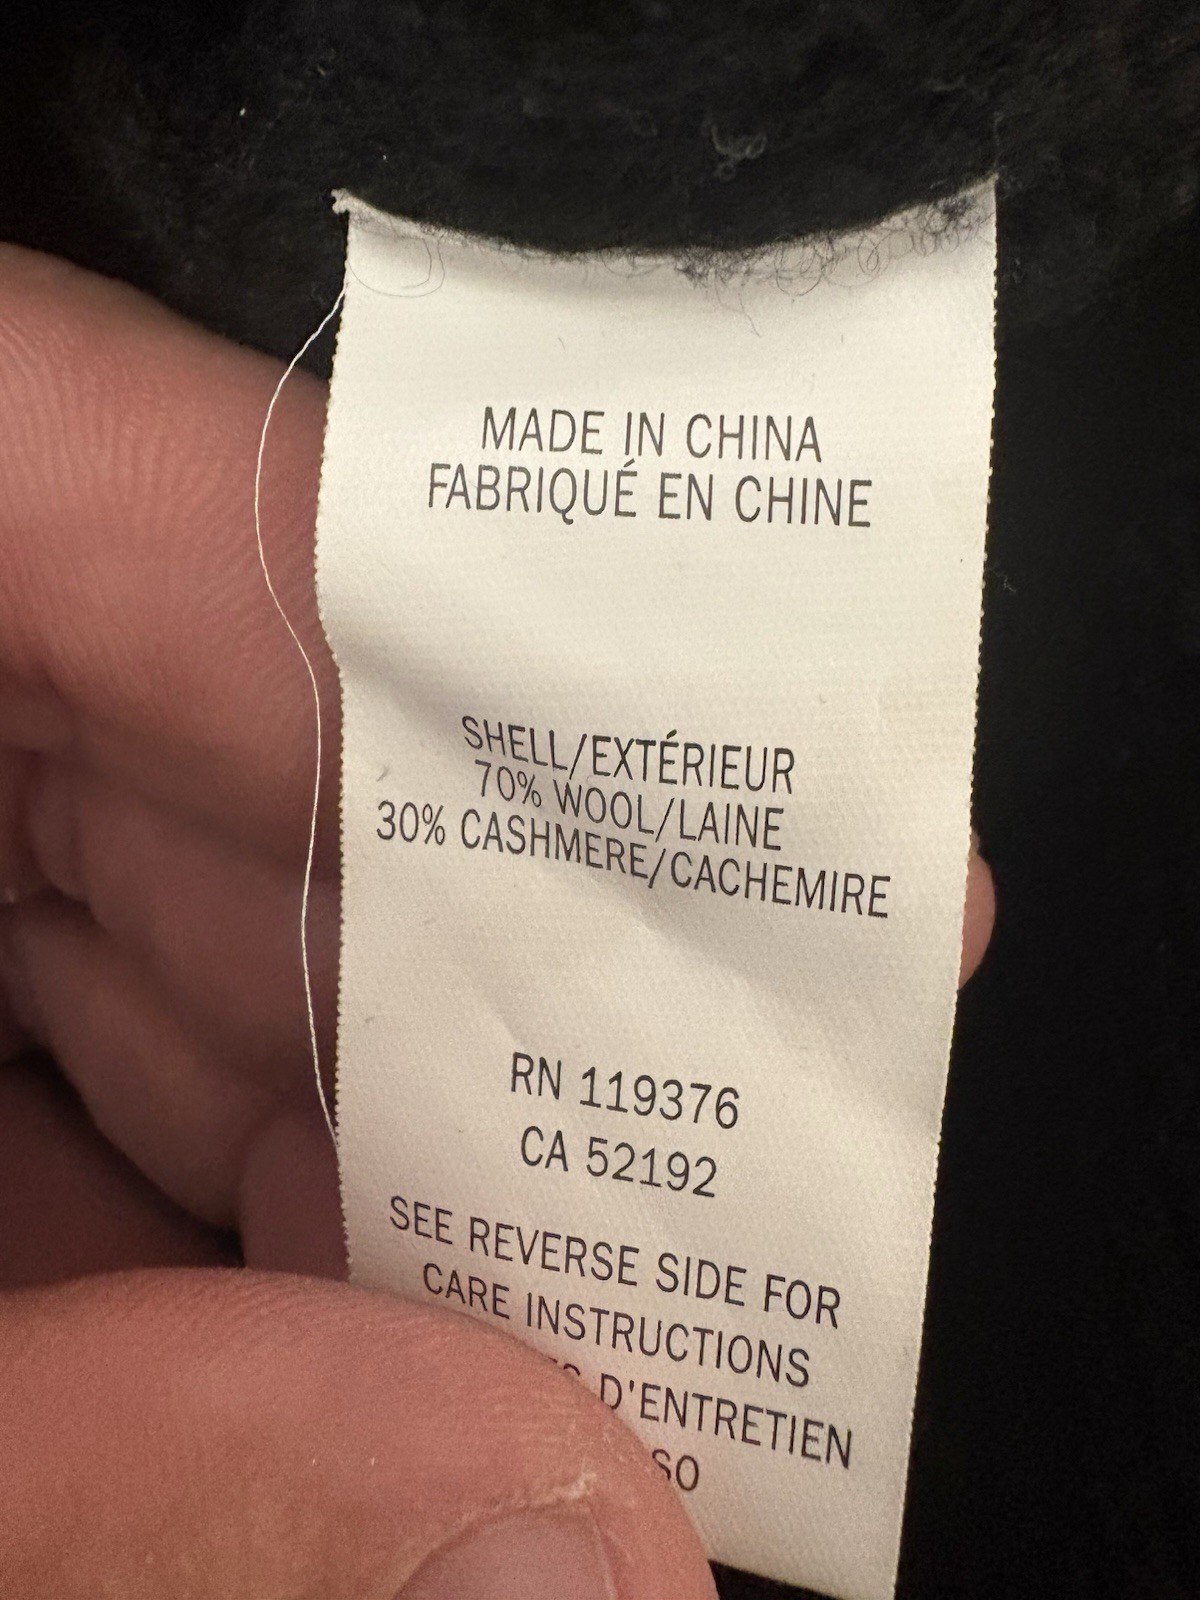 MADE IN CHINA
FABRIQUÉ EN CHINE
SHELL/EXTÉRIEUR
70% WOOL/LAINE
30% CASHMERE/CACHEMIRE
RN 119376
CA 52192
SEE REVERSE SIDE FOR
CARE INSTRUCTIONS
D'ENTRETIEN